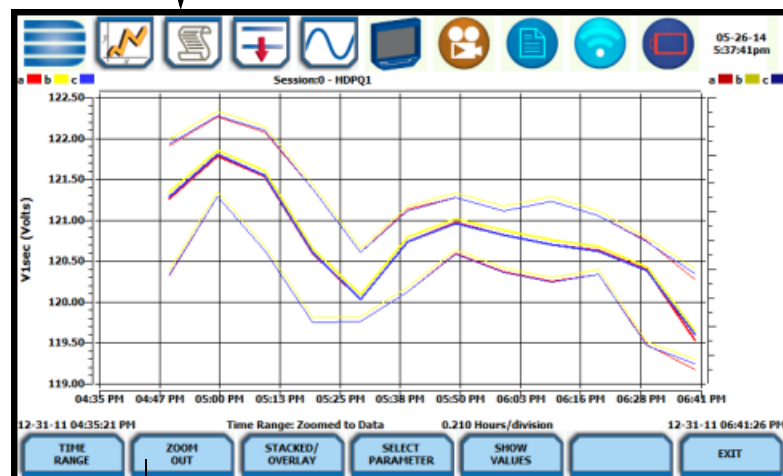 05-26-14
5:37:41pm
a b c
Session:0 - HDPQ1
a b c
122.50
122.00
121.50
121.00
120.50
120.00
119.50
119.00
V1sec (Volts)
04:35 PM 04:47 PM 05:00 PM 05:13 PM 05:25 PM 05:38 PM 05:50 PM 06:03 PM 06:16 PM 06:28 PM 06:41 PM
12-31-11 04:35:21 PM Time Range: Zoomed to Data 0.210 Hours/division 12-31-11 06:41:26 PM
TIME RANGE
ZOOM OUT
STACKED/ OVERLAY
SELECT PARAMETER
SHOW VALUES
EXIT